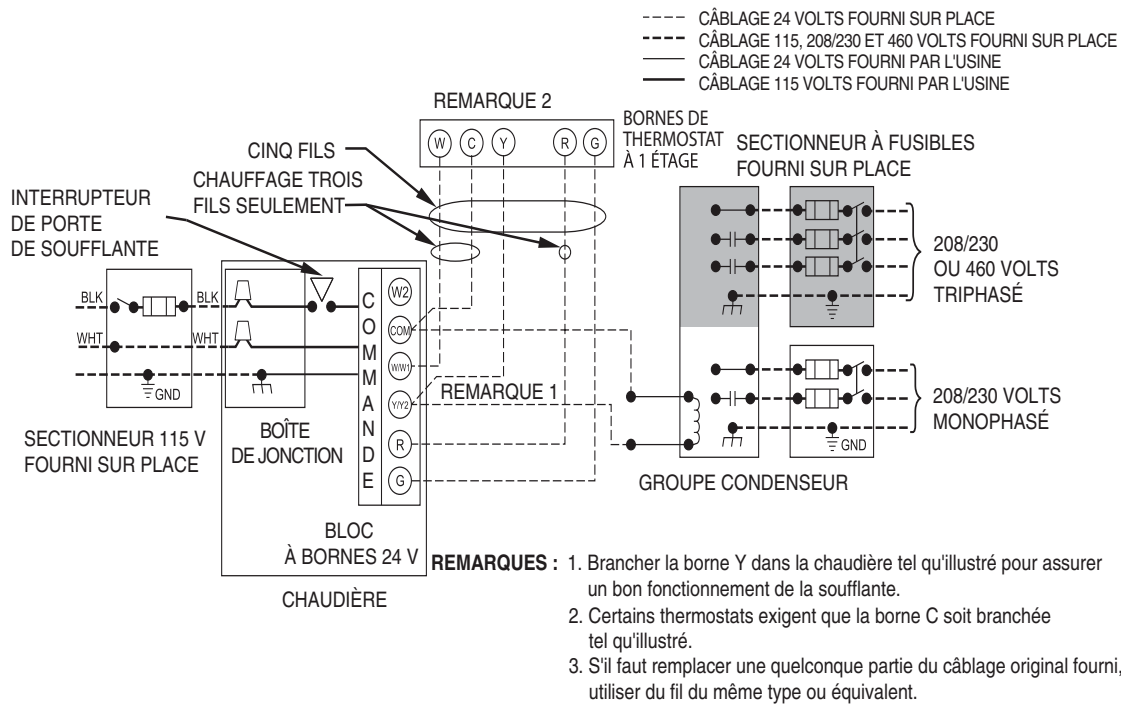 CÂBLAGE 24 VOLTS FOURNI SUR PLACE
CÂBLAGE 115, 208/230 ET 460 VOLTS FOURNI SUR PLACE
CÂBLAGE 24 VOLTS FOURNI PAR L'USINE
CÂBLAGE 115 VOLTS FOURNI PAR L'USINE
REMARQUE 2
W C Y R G
BORNES DE
THERMOSTAT
À 1 ÉTAGE
CINQ FILS
CHAUFFAGE TROIS
FILS SEULEMENT
INTERRUPTEUR
DE PORTE
DE SOUFFLANTE
SECTIONNEUR À FUSIBLES
FOURNI SUR PLACE
208/230
OU 460 VOLTS
TRIPHASÉ
BLK
BLK
WHT
WHT
GND
COMMANDE
W2
COM
W/W1
Y/Y2
R
G
REMARQUE 1
208/230 VOLTS
MONOPHASÉ
GND
SECTIONNEUR 115 V
FOURNI SUR PLACE
BOÎTE
DE JONCTION
GROUPE CONDENSEUR
BLOC
À BORNES 24 V
CHAUDIÈRE
REMARQUES : 1. Brancher la borne Y dans la chaudière tel qu'illustré pour assurer
un bon fonctionnement de la soufflante.
2. Certains thermostats exigent que la borne C soit branchée
tel qu'illustré.
3. S'il faut remplacer une quelconque partie du câblage original fourni,
utiliser du fil du même type ou équivalent.